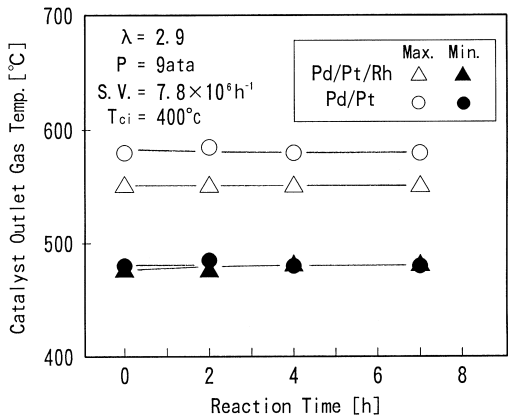 700
λ = 2.9
P = 9ata
S.V. = 7.8×10⁶h⁻¹
Tci = 400°C
Max. Min.
Pd/Pt/Rh △ ▲
Pd/Pt ○ ●
600
500
400
Catalyst Outlet Gas Temp. [°C]
0 2 4 6 8
Reaction Time [h]